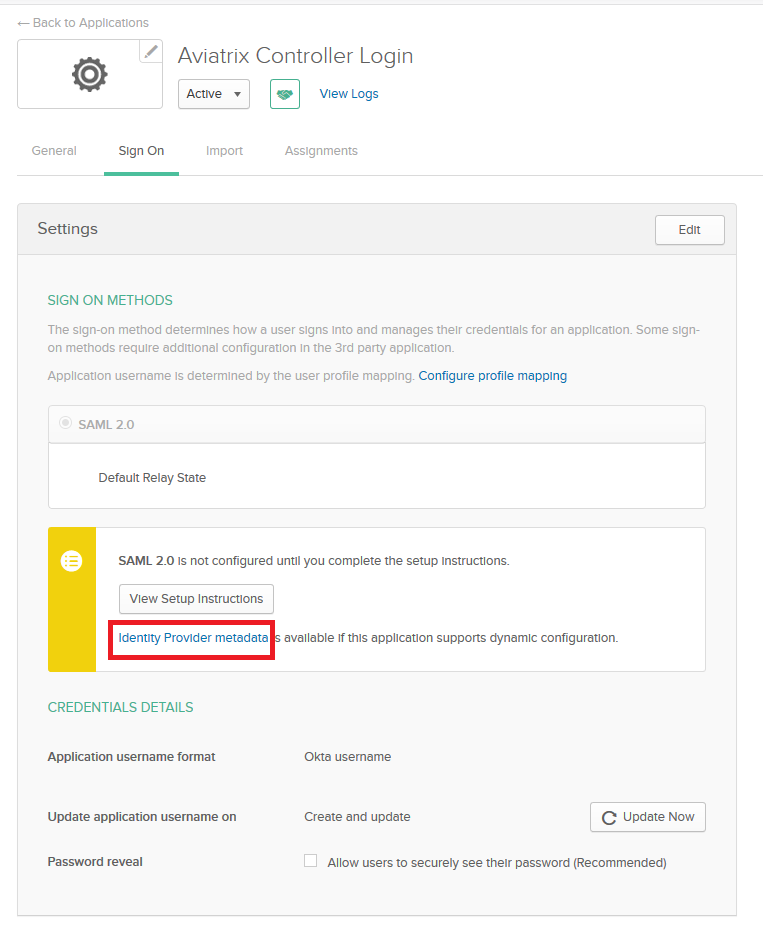 ← Back to Applications
Aviatrix Controller Login
Active
View Logs
General Sign On Import Assignments
Settings
Edit
SIGN ON METHODS
The sign-on method determines how a user signs into and manages their credentials for an application. Some sign-
on methods require additional configuration in the 3rd party application.
Application username is determined by the user profile mapping. Configure profile mapping
SAML 2.0
Default Relay State
SAML 2.0 is not configured until you complete the setup instructions.
View Setup Instructions
Identity Provider metadata is available if this application supports dynamic configuration.
CREDENTIALS DETAILS
Application username format Okta username
Update application username on Create and update Update Now
Password reveal Allow users to securely see their password (Recommended)